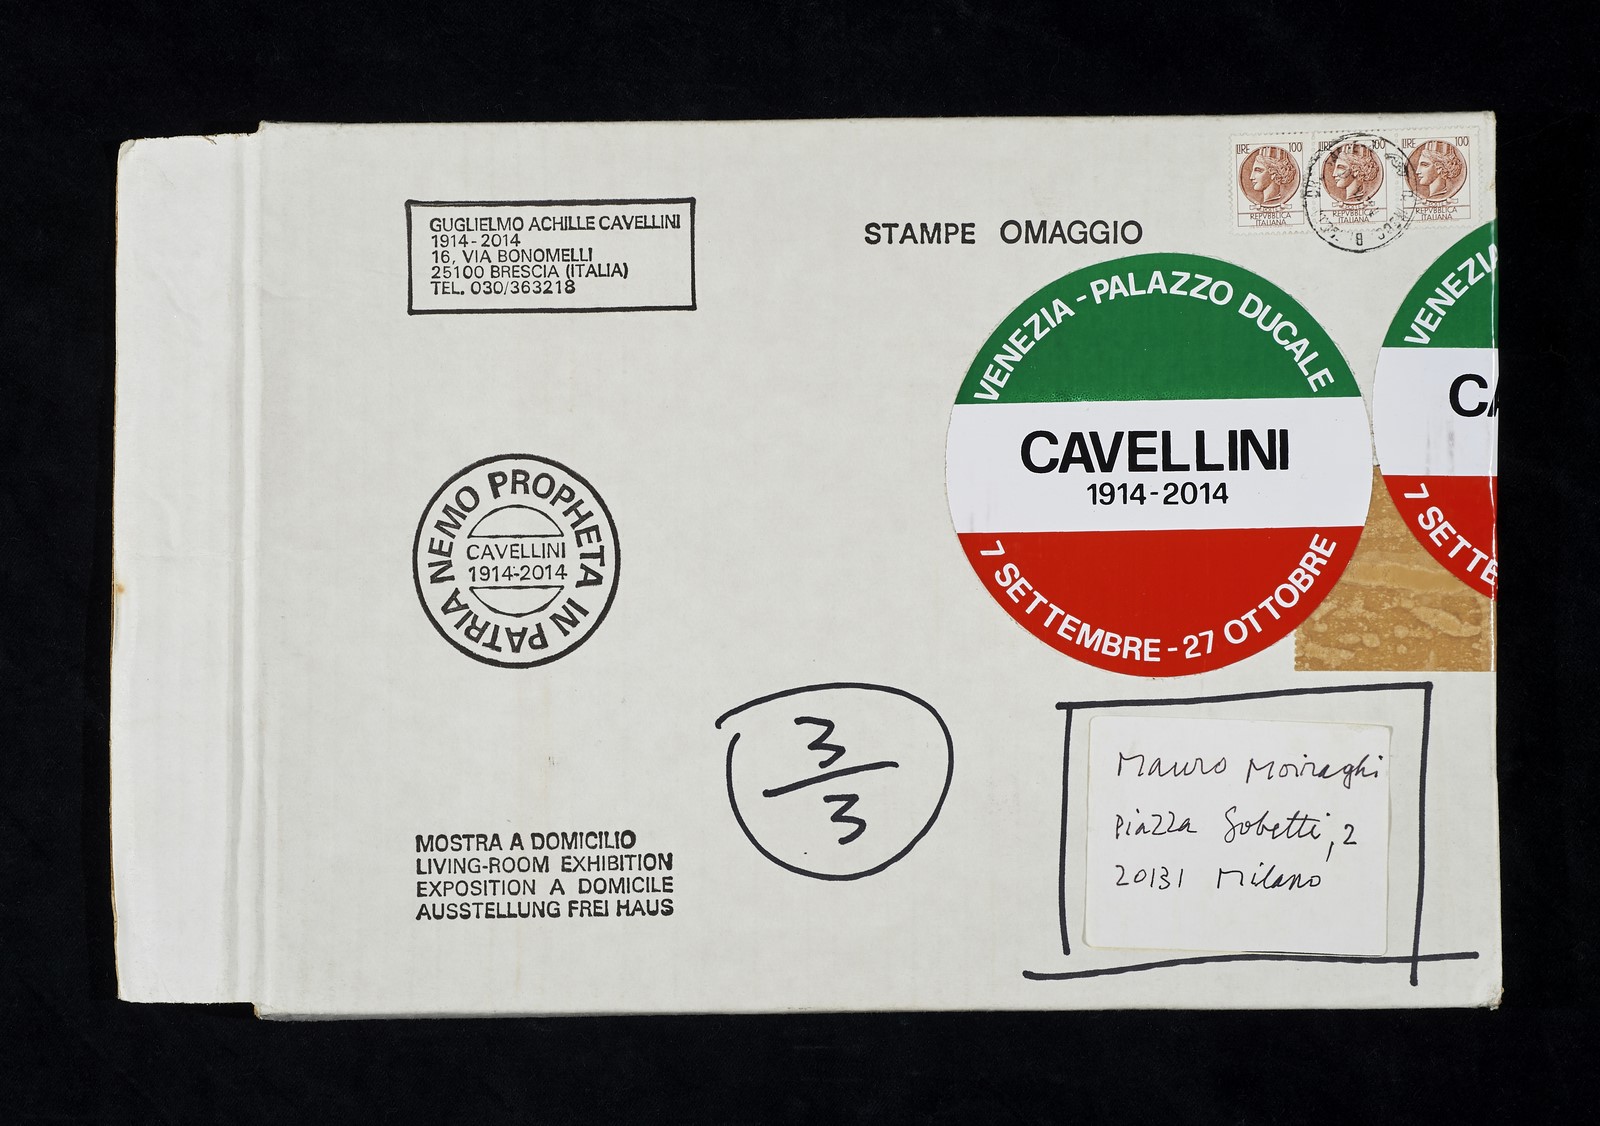 GUGLIELMO ACHILLE CAVELLINI
1914-2014
16, VIA BONOMELLI
25100 BRESCIA (ITALIA)
TEL. 030/363218
STAMPE OMAGGIO
LIRE 100
REPVBBLICA
ITALIANA
LIRE 100
REPVBBLICA
ITALIANA
LIRE 100
REPVBBLICA
ITALIANA
VENEZIA - PALAZZO DUCALE
CAVELLINI
1914-2014
7 SETTEMBRE - 27 OTTOBRE
VENEZIA
CA
7 SETTE
NEMO PROPHETA IN PATRIA
CAVELLINI
1914-2014
3
3
MOSTRA A DOMICILIO
LIVING-ROOM EXHIBITION
EXPOSITION A DOMICILE
AUSSTELLUNG FREI HAUS
Mauro Moiraghi
Piazza Gobetti, 2
20131 Milano